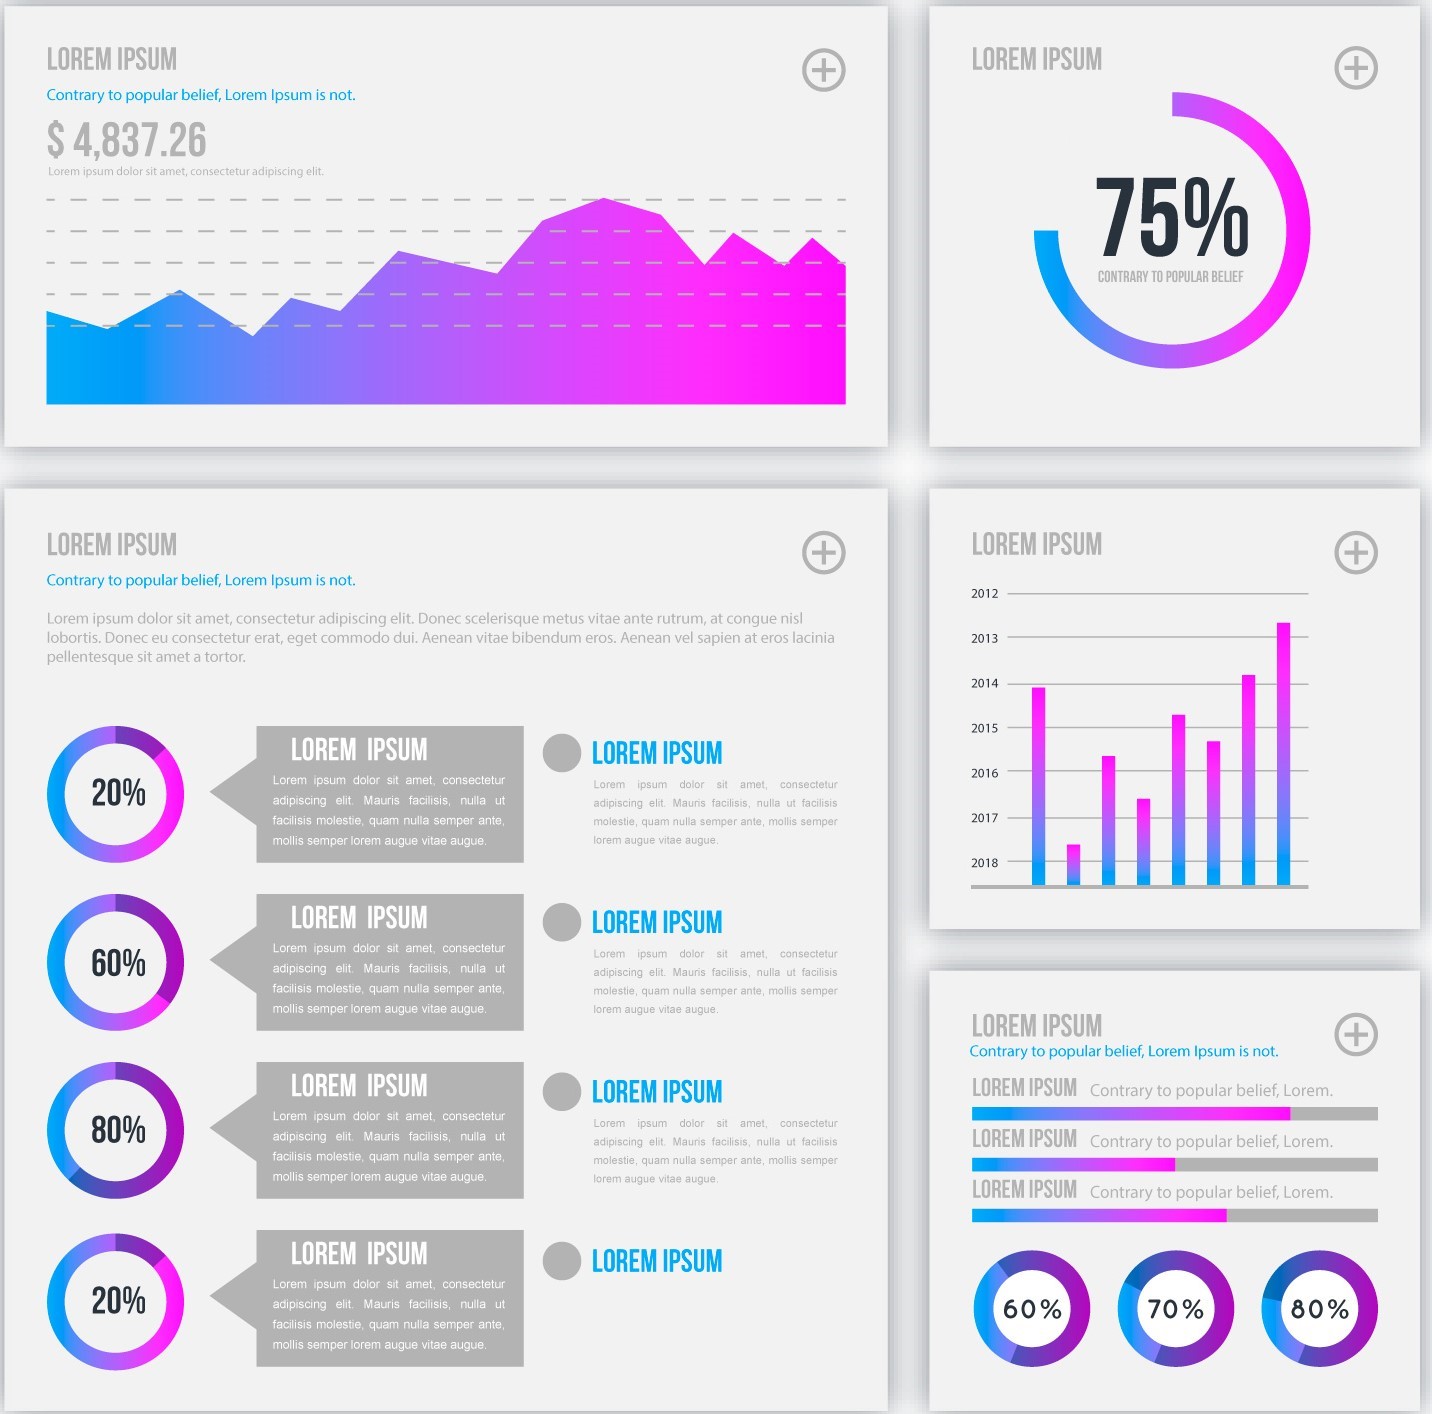 LOREM IPSUM
Contrary to popular belief, Lorem Ipsum is not.
$ 4,837.26
Lorem ipsum dolor sit amet, consectetur adipiscing elit.
LOREM IPSUM
75%
CONTRARY TO POPULAR BELIEF
LOREM IPSUM
Contrary to popular belief, Lorem Ipsum is not.
Lorem ipsum dolor sit amet, consectetur adipiscing elit. Donec scelerisque metus vitae ante rutrum, at congue nisl
lobortis. Donec eu consectetur erat, eget commodo dui. Aenean vitae bibendum eros. Aenean vel sapien at eros lacinia
pellentesque sit amet a tortor.
20%
LOREM IPSUM
Lorem ipsum dolor sit amet, consectetur
adipiscing elit. Mauris facilisis, nulla ut
facilisis molestie, quam nulla semper ante,
mollis semper lorem augue vitae augue.
LOREM IPSUM
Lorem ipsum dolor sit amet, consectetur
adipiscing elit. Mauris facilisis, nulla ut facilisis
molestie, quam nulla semper ante, mollis semper
lorem augue vitae augue.
60%
LOREM IPSUM
Lorem ipsum dolor sit amet, consectetur
adipiscing elit. Mauris facilisis, nulla ut
facilisis molestie, quam nulla semper ante,
mollis semper lorem augue vitae augue.
LOREM IPSUM
Lorem ipsum dolor sit amet, consectetur
adipiscing elit. Mauris facilisis, nulla ut facilisis
molestie, quam nulla semper ante, mollis semper
lorem augue vitae augue.
80%
LOREM IPSUM
Lorem ipsum dolor sit amet, consectetur
adipiscing elit. Mauris facilisis, nulla ut
facilisis molestie, quam nulla semper ante,
mollis semper lorem augue vitae augue.
LOREM IPSUM
Lorem ipsum dolor sit amet, consectetur
adipiscing elit. Mauris facilisis, nulla ut facilisis
molestie, quam nulla semper ante, mollis semper
lorem augue vitae augue.
20%
LOREM IPSUM
Lorem ipsum dolor sit amet, consectetur
adipiscing elit. Mauris facilisis, nulla ut
facilisis molestie, quam nulla semper ante,
mollis semper lorem augue vitae augue.
LOREM IPSUM
LOREM IPSUM
2012
2013
2014
2015
2016
2017
2018
LOREM IPSUM
Contrary to popular belief, Lorem Ipsum is not.
LOREM IPSUM Contrary to popular belief, Lorem.
LOREM IPSUM Contrary to popular belief, Lorem.
LOREM IPSUM Contrary to popular belief, Lorem.
60% 70% 80%